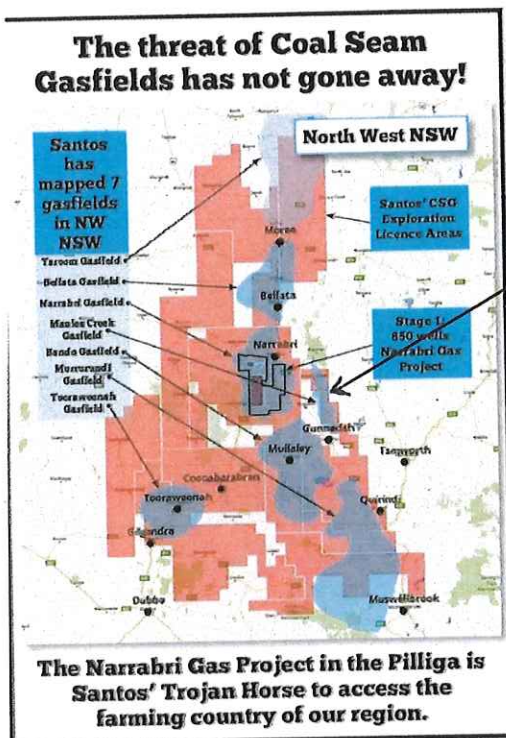 The threat of Coal Seam
Gasfields has not gone away!
North West NSW
Santos
has
mapped 7
gasfields
in NW
NSW
Santos' CSG
Exploration
Licence Areas
Taroom Gasfield
Bellata Gasfield
Narrabri Gasfield
Maules Creek
Gasfield
Bando Gasfield
Murrurundi
Gasfield
Tooraweenah
Gasfield
Stage 1:
850 wells
Narrabri Gas
Project
Moree
Bellata
Narrabri
Gunnedah
Mullaley
Tamworth
Coonabarabran
Tooraweenah
Quirindi
Gilgandra
Dubbo
Muswellbrook
The Narrabri Gas Project in the Pilliga is
Santos' Trojan Horse to access the
farming country of our region.